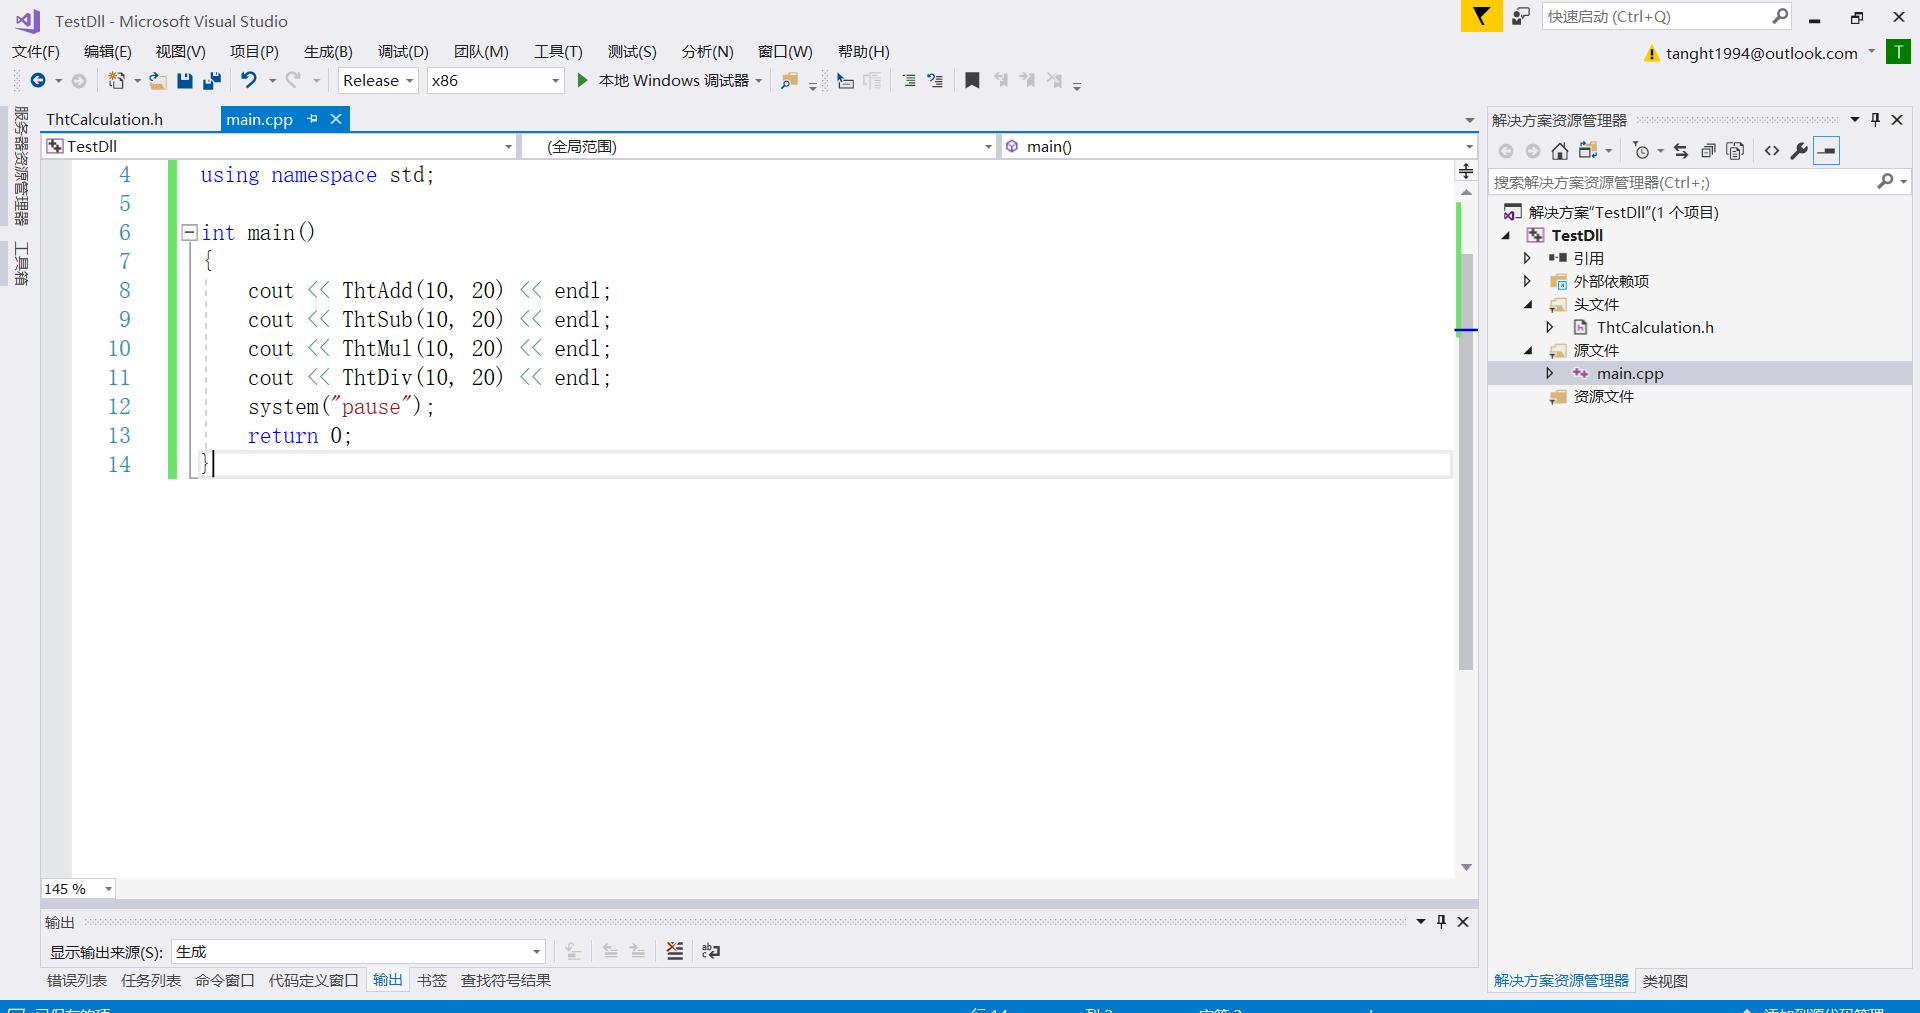 TestDll - Microsoft Visual Studio
快速启动 (Ctrl+Q)
文件(F) 编辑(E) 视图(V) 项目(P) 生成(B) 调试(D) 团队(M) 工具(T) 测试(S) 分析(N) 窗口(W) 帮助(H)
tanght1994@outlook.com T
Release x86 本地 Windows 调试器
服务器资源管理器
工具箱
ThtCalculation.h main.cpp
TestDll (全局范围) main()
4 using namespace std;
5
6 int main()
7 {
8 cout << ThtAdd(10, 20) << endl;
9 cout << ThtSub(10, 20) << endl;
10 cout << ThtMul(10, 20) << endl;
11 cout << ThtDiv(10, 20) << endl;
12 system("pause");
13 return 0;
14 }
145 %
输出
显示输出来源(S): 生成
错误列表 任务列表 命令窗口 代码定义窗口 输出 书签 查找符号结果
解决方案资源管理器
搜索解决方案资源管理器(Ctrl+;)
解决方案“TestDll”(1 个项目)
TestDll
引用
外部依赖项
头文件
ThtCalculation.h
源文件
main.cpp
资源文件
解决方案资源管理器 类视图